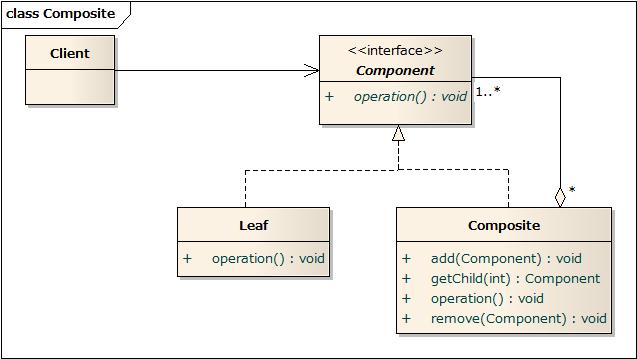 class Composite
Client
<<interface>>
Component
+ operation() : void
1..*
*
Leaf
+ operation() : void
Composite
+ add(Component) : void
+ getChild(int) : Component
+ operation() : void
+ remove(Component) : void